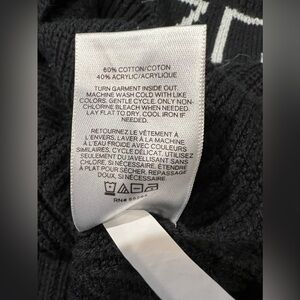 60% COTTON/COTON
40% ACRYLIC/ACRYLIQUE
TURN GARMENT INSIDE OUT.
MACHINE WASH COLD WITH LIKE
COLORS. GENTLE CYCLE. ONLY NON-
CHLORINE BLEACH WHEN NEEDED.
LAY FLAT TO DRY. COOL IRON IF
NEEDED.
RETOURNEZ LE VÊTEMENT À
L'ENVERS, LAVER À LA MACHINE
À L'EAU FROIDE AVEC COULEURS
SIMILAIRES, CYCLE DÉLICAT. UTILISEZ
SEULEMENT DU JAVELLISANT SANS
CHLORE, SI NÉCESSAIRE. ÉTENDRE
À PLAT POUR SÉCHER. REPASSAGE
DOUX, SI NÉCESSAIRE.
RN#